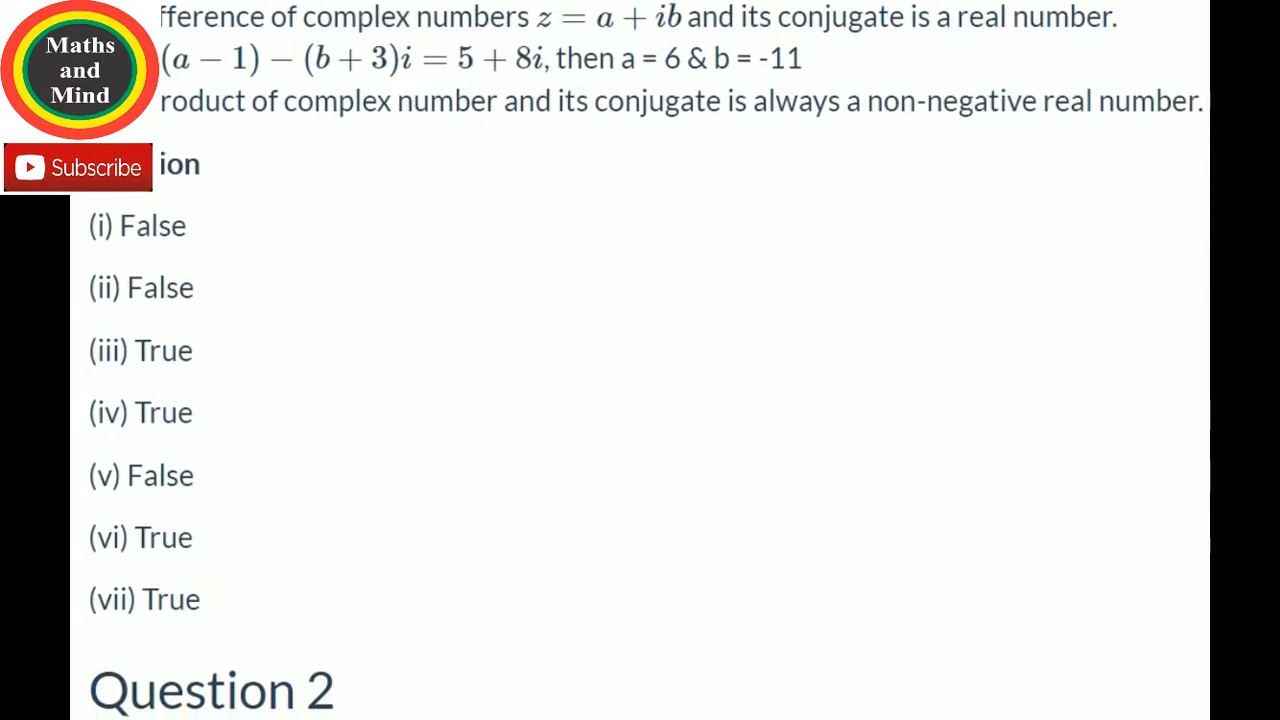 fference of complex numbers z = a + ib and its conjugate is a real number.
(a − 1) − (b + 3)i = 5 + 8i, then a = 6 & b = -11
roduct of complex number and its conjugate is always a non-negative real number.
Maths
and
Mind
Subscribe
ion
(i) False
(ii) False
(iii) True
(iv) True
(v) False
(vi) True
(vii) True
Question 2